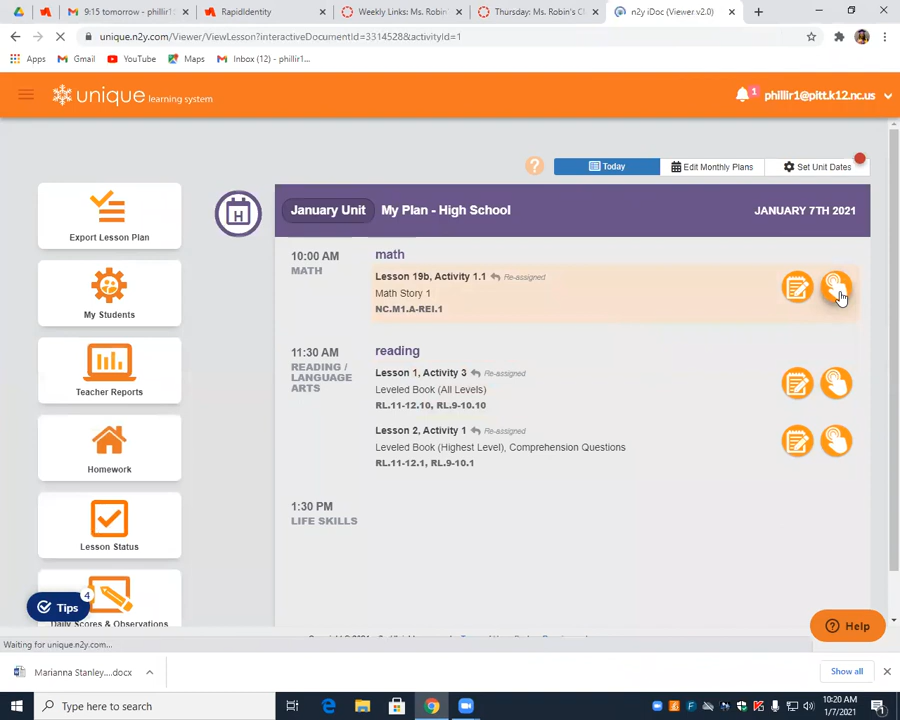 9:15 tomorrow - phillir1
RapidIdentity
Weekly Links: Ms. Robin'
Thursday: Ms. Robin's C
n2y iDoc (Viewer v2.0)
unique.n2y.com/Viewer/ViewLesson?interactiveDocumentId=3314528&activityId=1
Apps
Gmail
YouTube
Maps
Inbox (12) - phillir1...
unique learning system
1
phillir1@pitt.k12.nc.us
?
Today
Edit Monthly Plans
Set Unit Dates
H
January Unit
My Plan - High School
JANUARY 7TH 2021
10:00 AM
MATH
math
Lesson 19b, Activity 1.1
Re-assigned
Math Story 1
NC.M1.A-REI.1
11:30 AM
READING /
LANGUAGE
ARTS
reading
Lesson 1, Activity 3
Re-assigned
Leveled Book (All Levels)
RL.11-12.10, RL.9-10.10
Lesson 2, Activity 1
Re-assigned
Leveled Book (Highest Level), Comprehension Questions
RL.11-12.1, RL.9-10.1
1:30 PM
LIFE SKILLS
Export Lesson Plan
My Students
Teacher Reports
Homework
Lesson Status
Daily Scores & Observations
Tips
4
? Help
Waiting for unique.n2y.com...
Marianna Stanley....docx
Show all
Type here to search
10:20 AM
1/7/2021
1